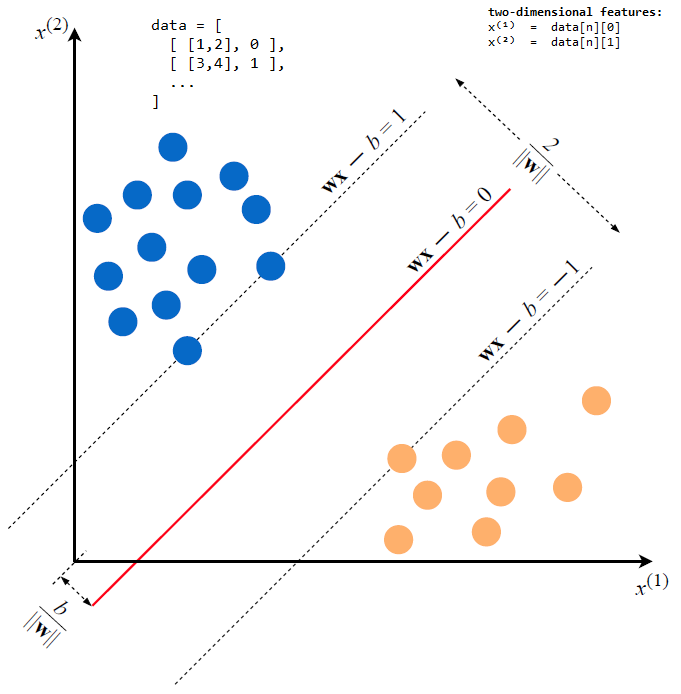 data = [
[ [1,2], 0 ],
[ [3,4], 1 ],
...
]
two-dimensional features:
x⁽¹⁾ = data[n][0]
x⁽²⁾ = data[n][1]
x⁽²⁾
wx − b = 1
2
‖w‖
wx − b = 0
wx − b = −1
x⁽¹⁾
b
‖w‖